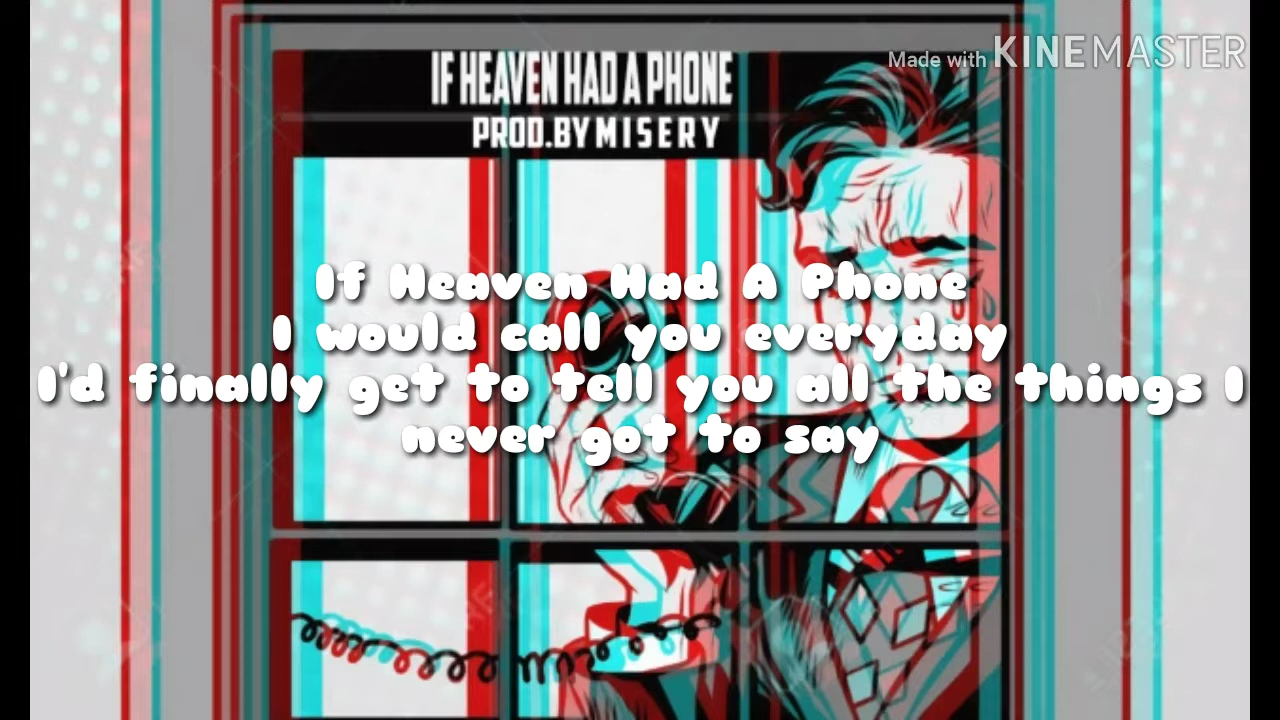 Made with KINEMASTER
IF HEAVEN HAD A PHONE
PROD.BY MISERY
If Heaven Had A Phone
I would call you everyday
I'd finally get to tell you all the things I
never got to say